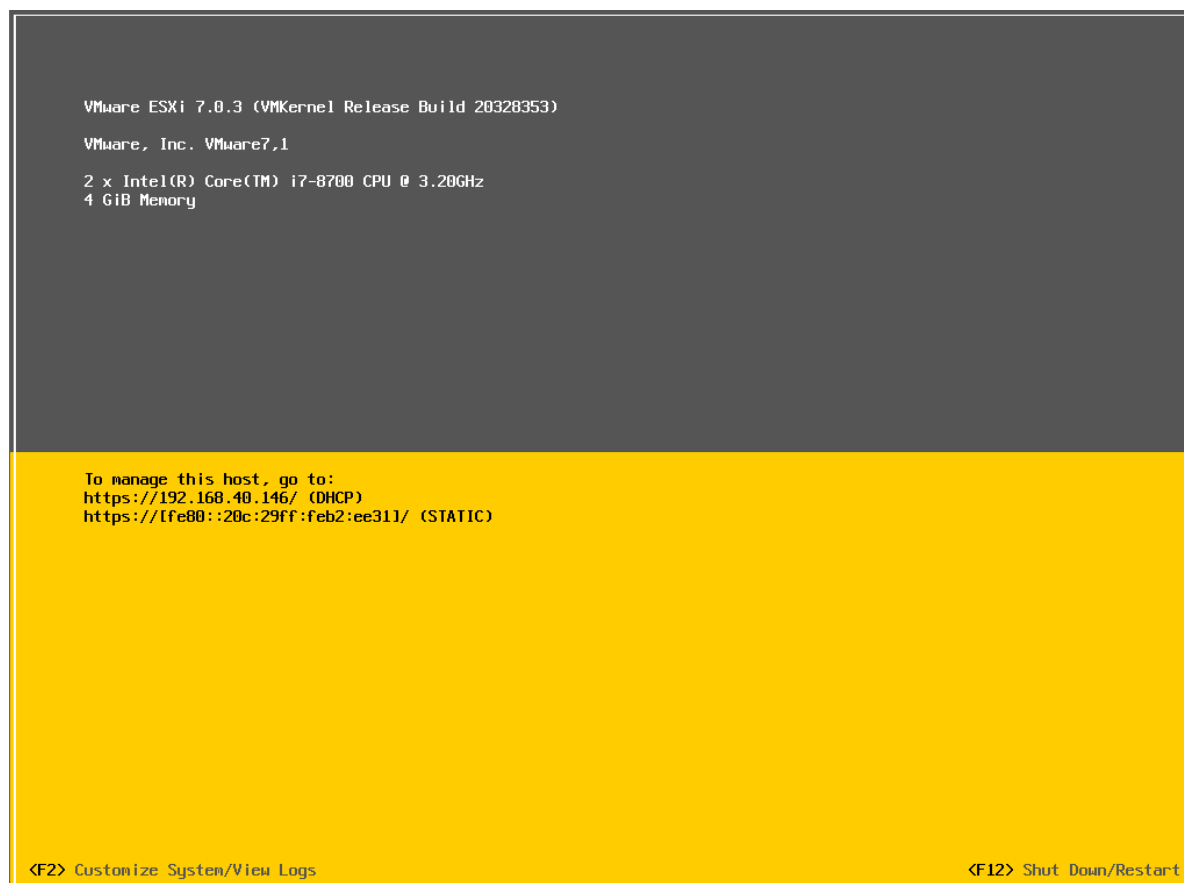 VMware ESXi 7.0.3 (VMKernel Release Build 20328353)
VMware, Inc. VMware7,1
2 x Intel(R) Core(TM) i7-8700 CPU @ 3.20GHz
4 GiB Memory
To manage this host, go to:
https://192.168.40.146/ (DHCP)
https://[fe80::20c:29ff:feb2:ee31]/ (STATIC)
<F2> Customize System/View Logs
<F12> Shut Down/Restart